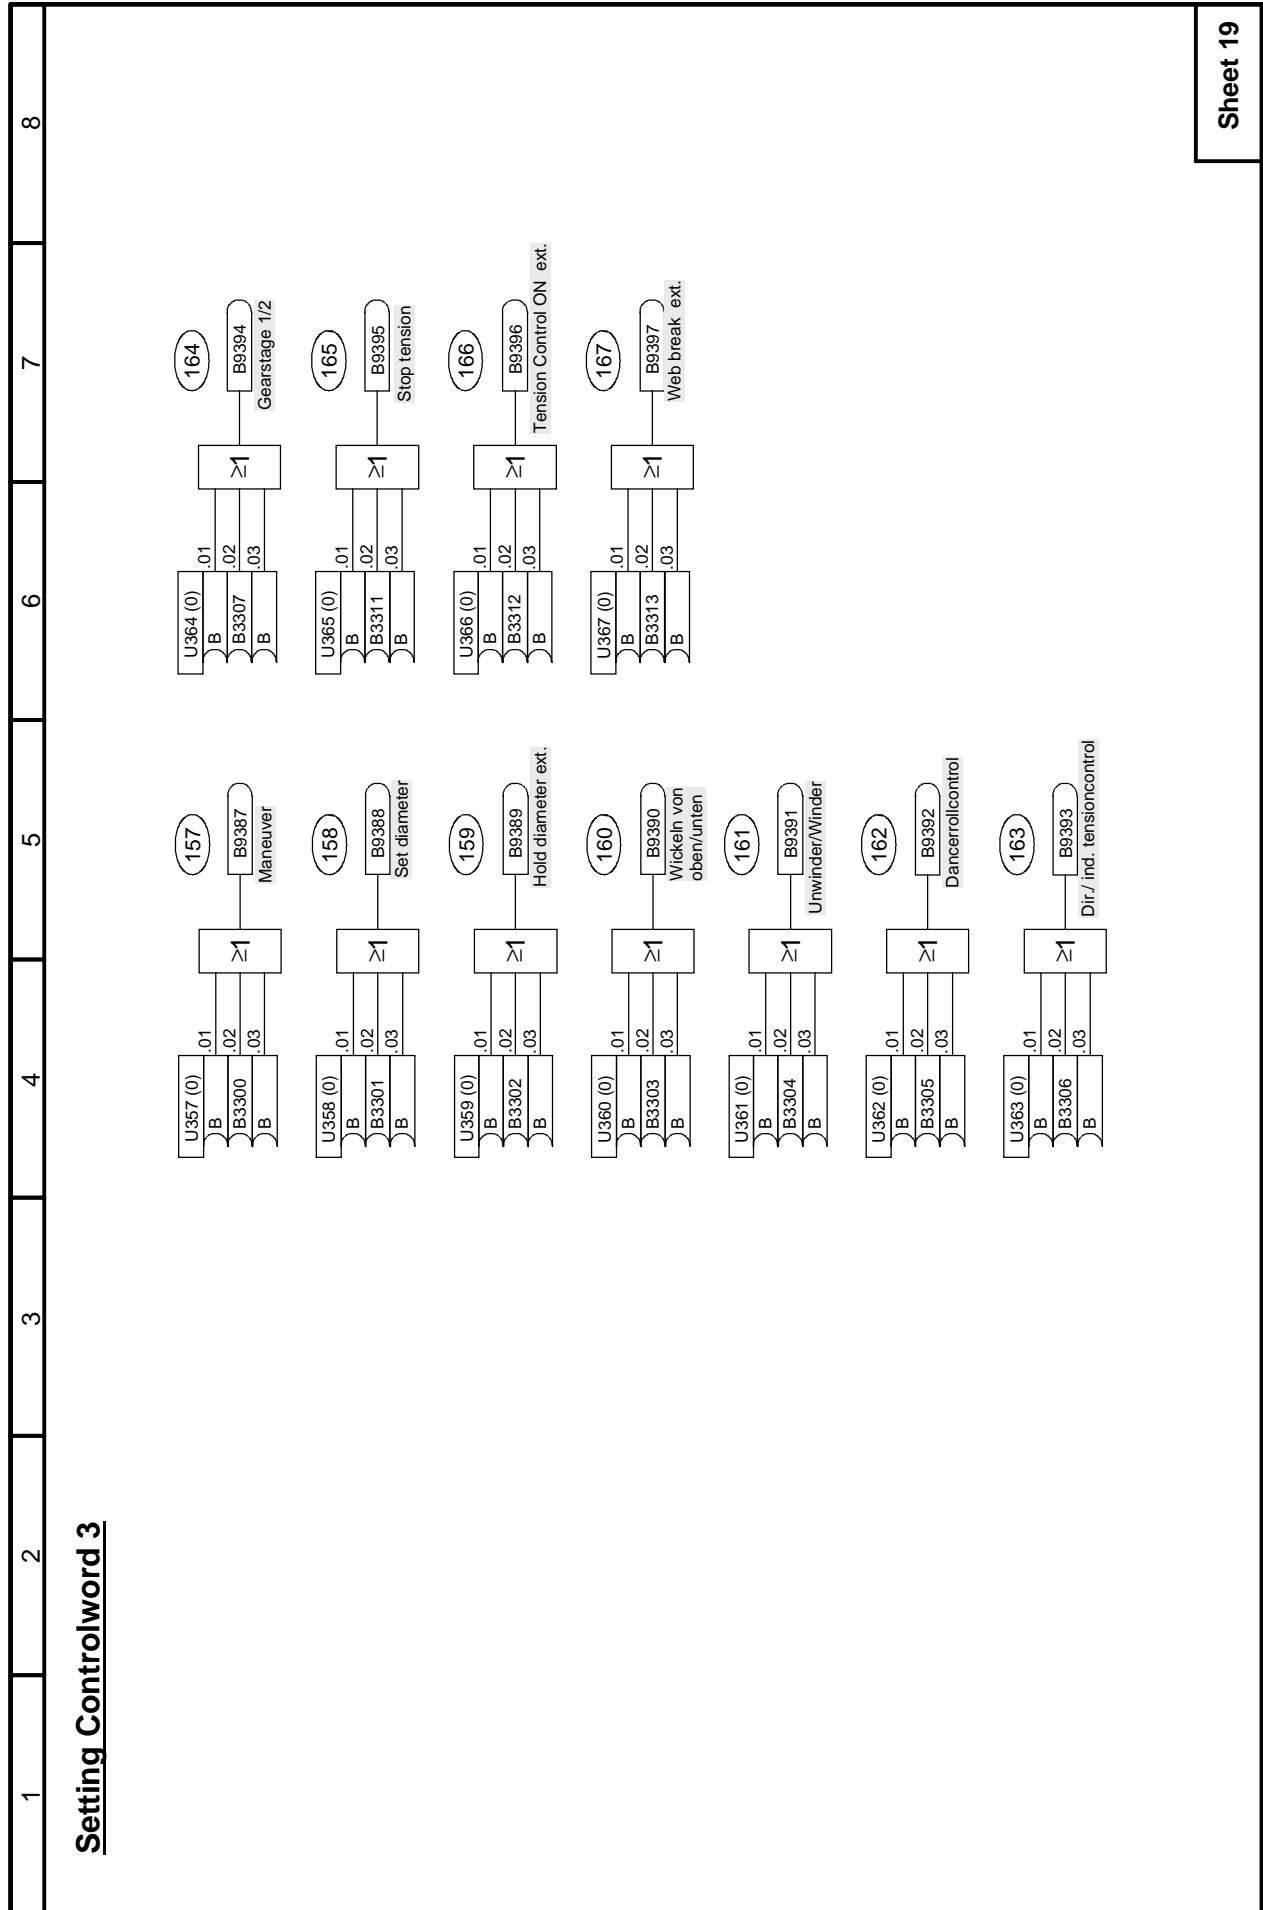 1 2 3 4 5 6 7 8
Setting Controlword 3
157
U357 (0)
B .01
B3300 .02
B .03
≥1
B9387
Maneuver
158
U358 (0)
B .01
B3301 .02
B .03
≥1
B9388
Set diameter
159
U359 (0)
B .01
B3302 .02
B .03
≥1
B9389
Hold diameter ext.
160
U360 (0)
B .01
B3303 .02
B .03
≥1
B9390
Wickeln von
oben/unten
161
U361 (0)
B .01
B3304 .02
B .03
≥1
B9391
Unwinder/Winder
162
U362 (0)
B .01
B3305 .02
B .03
≥1
B9392
Dancerrollcontrol
163
U363 (0)
B .01
B3306 .02
B .03
≥1
B9393
Dir./ ind. tensioncontrol
164
U364 (0)
B .01
B3307 .02
B .03
≥1
B9394
Gearstage 1/2
165
U365 (0)
B .01
B3311 .02
B .03
≥1
B9395
Stop tension
166
U366 (0)
B .01
B3312 .02
B .03
≥1
B9396
Tension Control ON ext.
167
U367 (0)
B .01
B3313 .02
B .03
≥1
B9397
Web break ext.
Sheet 19